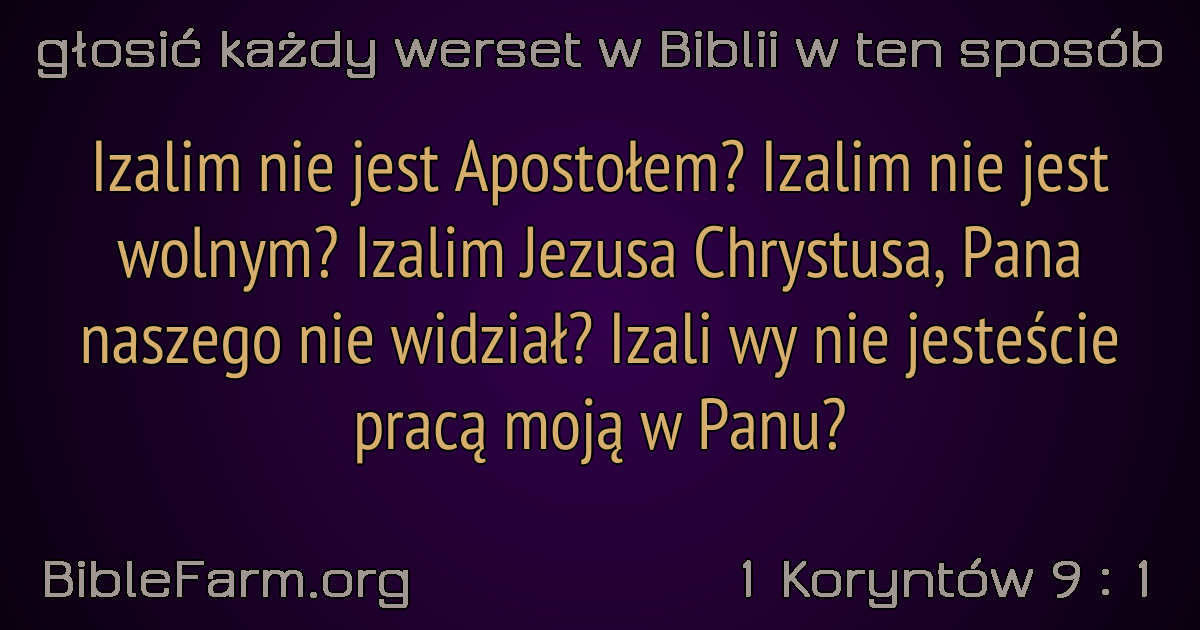 głosić każdy werset w Biblii w ten sposób
Izalim nie jest Apostołem? Izalim nie jest
wolnym? Izalim Jezusa Chrystusa, Pana
naszego nie widział? Izali wy nie jesteście
pracą moją w Panu?
BibleFarm.org
1 Koryntów 9 : 1